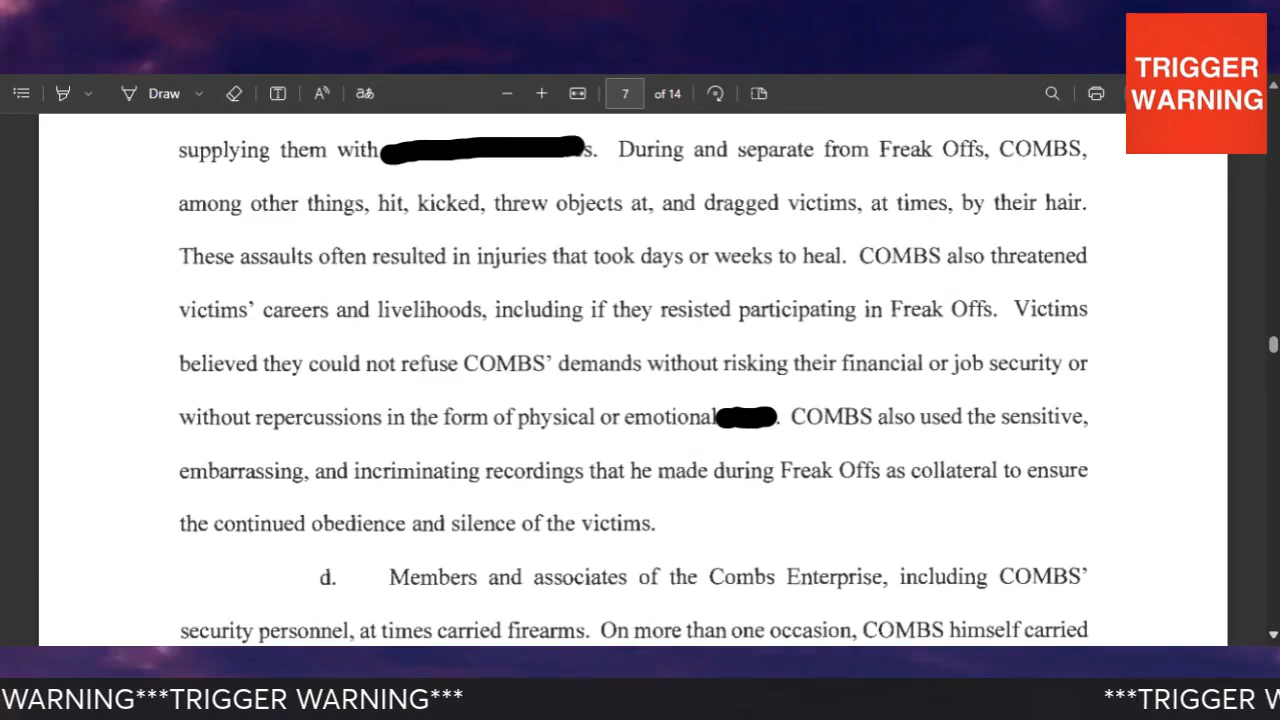 TRIGGER
WARNING
Draw
7
of 14
supplying them with s. During and separate from Freak Offs, COMBS,
among other things, hit, kicked, threw objects at, and dragged victims, at times, by their hair.
These assaults often resulted in injuries that took days or weeks to heal. COMBS also threatened
victims’ careers and livelihoods, including if they resisted participating in Freak Offs. Victims
believed they could not refuse COMBS’ demands without risking their financial or job security or
without repercussions in the form of physical or emotional . COMBS also used the sensitive,
embarrassing, and incriminating recordings that he made during Freak Offs as collateral to ensure
the continued obedience and silence of the victims.
d. Members and associates of the Combs Enterprise, including COMBS’
security personnel, at times carried firearms. On more than one occasion, COMBS himself carried
WARNING***TRIGGER WARNING*** ***TRIGGER W